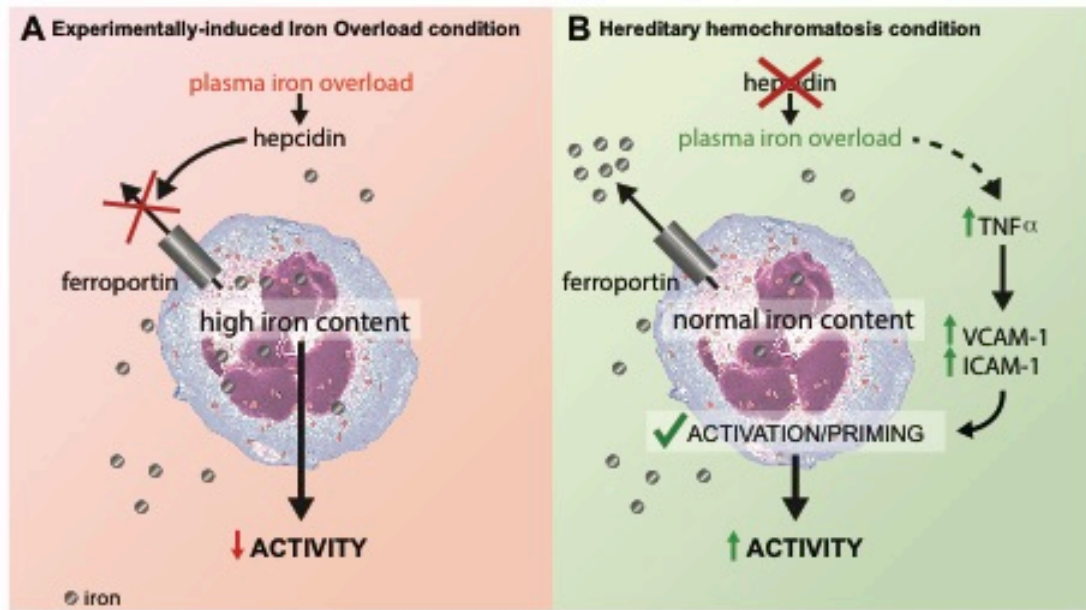 A Experimentally-induced Iron Overload condition
plasma iron overload
hepcidin
ferroportin
high iron content
ACTIVITY
iron
B Hereditary hemochromatosis condition
hepcidin
plasma iron overload
TNFα
ferroportin
normal iron content
VCAM-1
ICAM-1
ACTIVATION/PRIMING
ACTIVITY